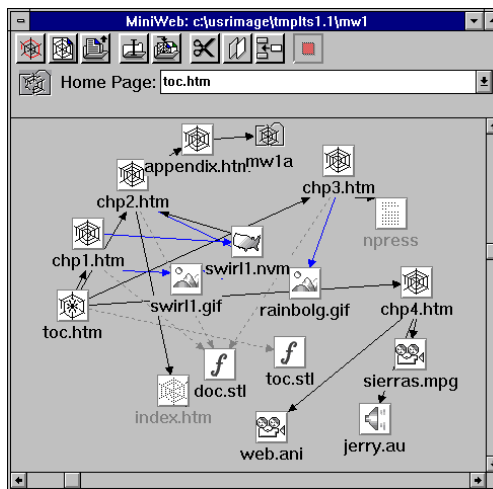 MiniWeb: c:\usrimage\tmplts1.1\mw1
Home Page: toc.htm
appendix.htm
mw1a
chp2.htm
chp3.htm
npress
chp1.htm
swirl1.nvm
swirl1.gif
rainbolg.gif
chp4.htm
toc.htm
doc.stl
toc.stl
sierras.mpg
index.htm
web.ani
jerry.au